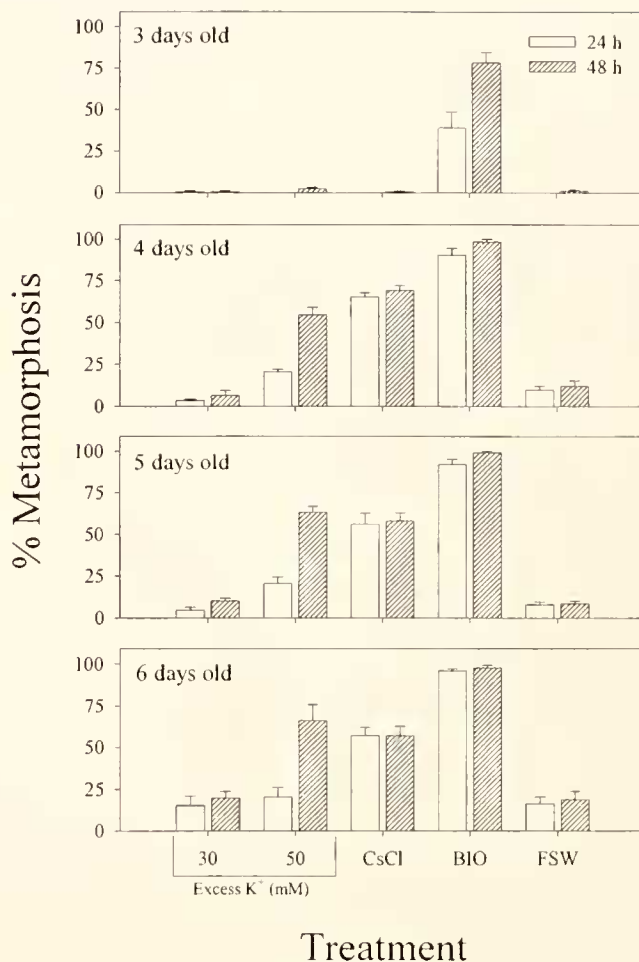 100
75
50
25
0
3 days old
24 h
48 h
100
75
50
25
0
4 days old
100
75
50
25
0
5 days old
100
75
50
25
0
6 days old
% Metamorphosis
30 50 CsCl BIO FSW
Excess K⁺ (mM)
Treatment